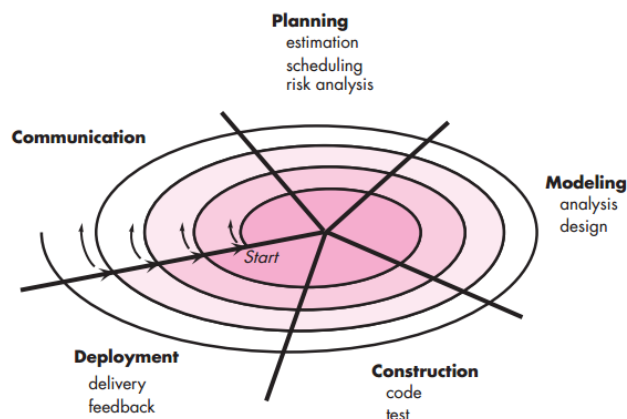 Planning
estimation
scheduling
risk analysis
Communication
Modeling
analysis
design
Start
Deployment
delivery
feedback
Construction
code
test